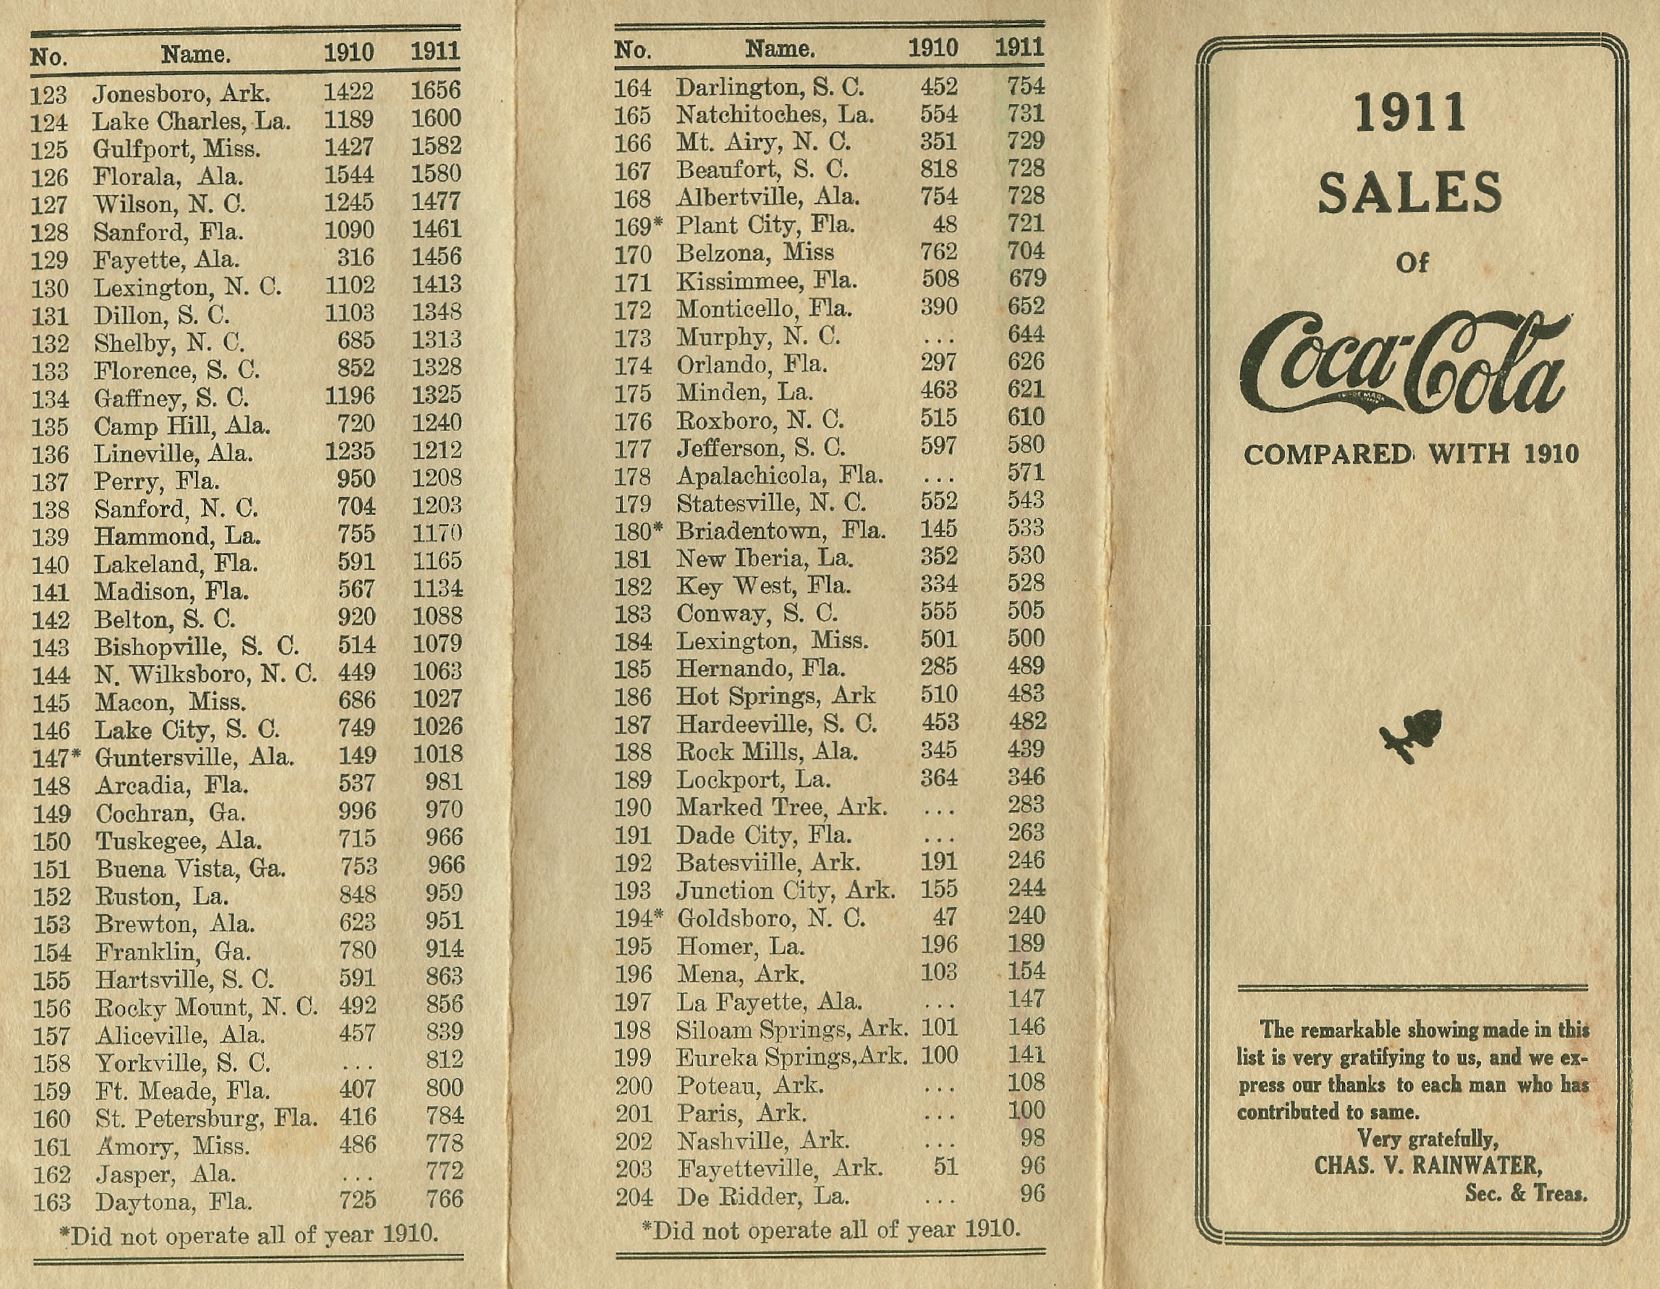 No. Name. 1910 1911
123 Jonesboro, Ark. 1422 1656
124 Lake Charles, La. 1189 1600
125 Gulfport, Miss. 1427 1582
126 Florala, Ala. 1544 1580
127 Wilson, N. C. 1245 1477
128 Sanford, Fla. 1090 1461
129 Fayette, Ala. 316 1456
130 Lexington, N. C. 1102 1413
131 Dillon, S. C. 1103 1348
132 Shelby, N. C. 685 1313
133 Florence, S. C. 852 1328
134 Gaffney, S. C. 1196 1325
135 Camp Hill, Ala. 720 1240
136 Lineville, Ala. 1235 1212
137 Perry, Fla. 950 1208
138 Sanford, N. C. 704 1203
139 Hammond, La. 755 1170
140 Lakeland, Fla. 591 1165
141 Madison, Fla. 567 1134
142 Belton, S. C. 920 1088
143 Bishopville, S. C. 514 1079
144 N. Wilksboro, N. C. 449 1063
145 Macon, Miss. 686 1027
146 Lake City, S. C. 749 1026
147* Guntersville, Ala. 149 1018
148 Arcadia, Fla. 537 981
149 Cochran, Ga. 996 970
150 Tuskegee, Ala. 715 966
151 Buena Vista, Ga. 753 966
152 Ruston, La. 848 959
153 Brewton, Ala. 623 951
154 Franklin, Ga. 780 914
155 Hartsville, S. C. 591 863
156 Rocky Mount, N. C. 492 856
157 Aliceville, Ala. 457 839
158 Yorkville, S. C. ... 812
159 Ft. Meade, Fla. 407 800
160 St. Petersburg, Fla. 416 784
161 Amory, Miss. 486 778
162 Jasper, Ala. ... 772
163 Daytona, Fla. 725 766
*Did not operate all of year 1910.
No. Name. 1910 1911
164 Darlington, S. C. 452 754
165 Natchitoches, La. 554 731
166 Mt. Airy, N. C. 351 729
167 Beaufort, S. C. 818 728
168 Albertville, Ala. 754 728
169* Plant City, Fla. 48 721
170 Belzona, Miss 762 704
171 Kissimmee, Fla. 508 679
172 Monticello, Fla. 390 652
173 Murphy, N. C. ... 644
174 Orlando, Fla. 297 626
175 Minden, La. 463 621
176 Roxboro, N. C. 515 610
177 Jefferson, S. C. 597 580
178 Apalachicola, Fla. ... 571
179 Statesville, N. C. 552 543
180* Briadentown, Fla. 145 533
181 New Iberia, La. 352 530
182 Key West, Fla. 334 528
183 Conway, S. C. 555 505
184 Lexington, Miss. 501 500
185 Hernando, Fla. 285 489
186 Hot Springs, Ark 510 483
187 Hardeeville, S. C. 453 482
188 Rock Mills, Ala. 345 439
189 Lockport, La. 364 346
190 Marked Tree, Ark. ... 283
191 Dade City, Fla. ... 263
192 Batesviille, Ark. 191 246
193 Junction City, Ark. 155 244
194* Goldsboro, N. C. 47 240
195 Homer, La. 196 189
196 Mena, Ark. 103 154
197 La Fayette, Ala. ... 147
198 Siloam Springs, Ark. 101 146
199 Eureka Springs,Ark. 100 141
200 Poteau, Ark. ... 108
201 Paris, Ark. ... 100
202 Nashville, Ark. ... 98
203 Fayetteville, Ark. 51 96
204 De Ridder, La. ... 96
*Did not operate all of year 1910.
1911
SALES
Of
Coca-Cola
COMPARED WITH 1910
The remarkable showing made in this
list is very gratifying to us, and we ex-
press our thanks to each man who has
contributed to same.
Very gratefully,
CHAS. V. RAINWATER,
Sec. & Treas.